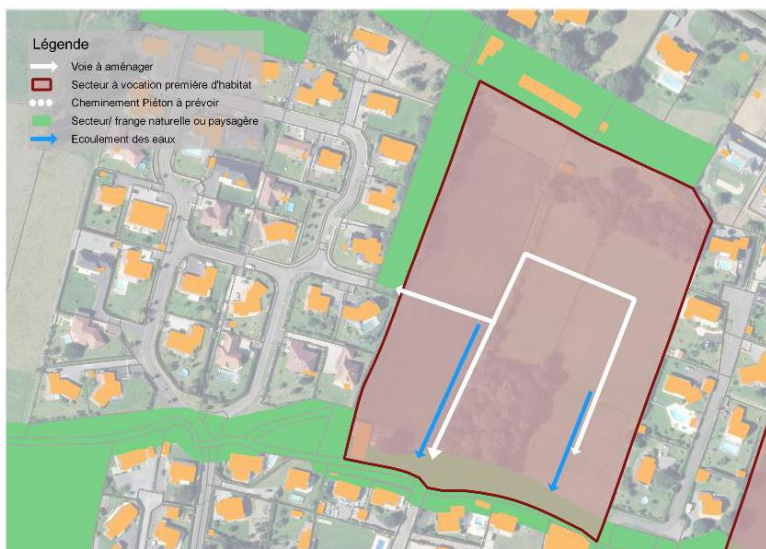 Légende
Voie à aménager
Secteur à vocation première d'habitat
Cheminement Piéton à prévoir
Secteur/ frange naturelle ou paysagère
Ecoulement des eaux